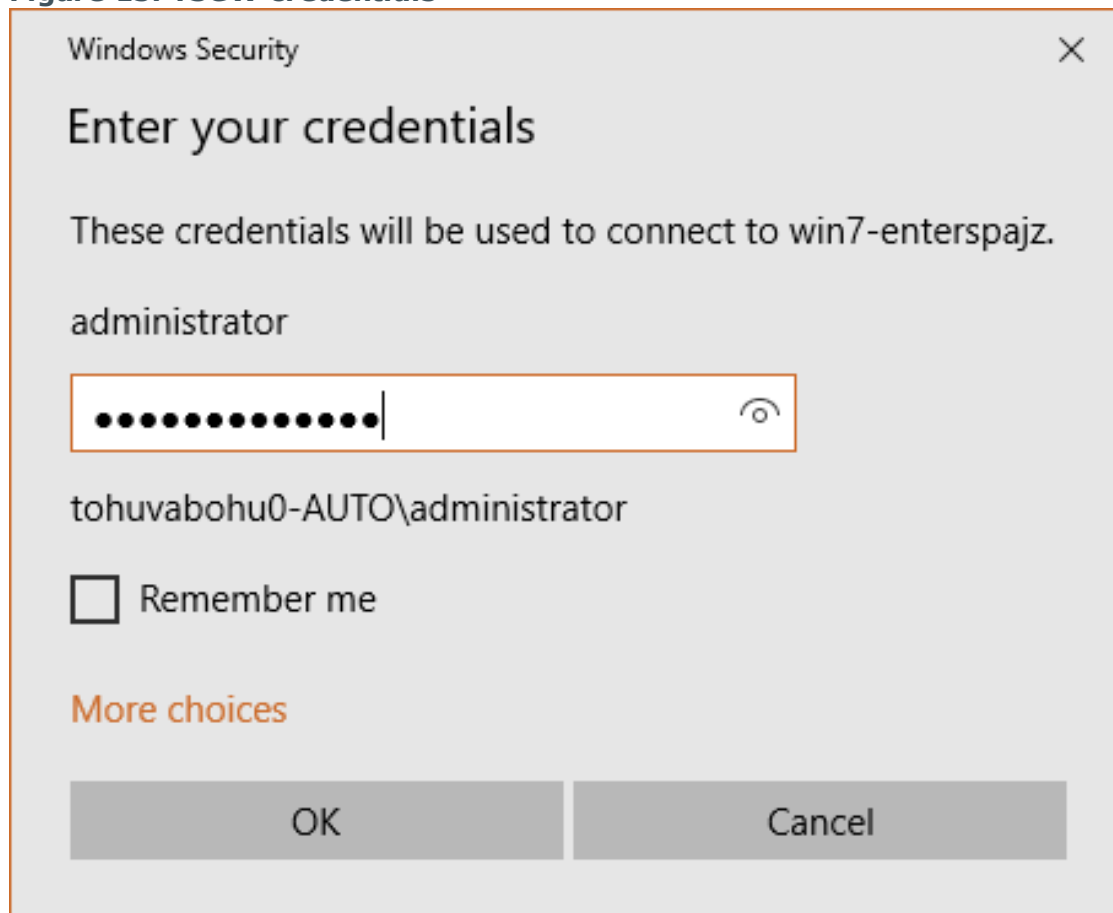 Windows Security
Enter your credentials
These credentials will be used to connect to win7-enterspajz.
administrator
•••••••••••••
tohuvabohu0-AUTO\administrator
Remember me
More choices
OK
Cancel